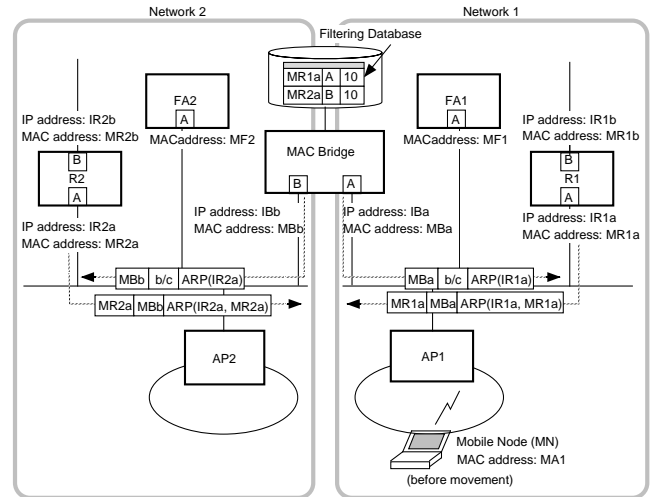 Network 2
Network 1
Filtering Database
MR1a A 10
MR2a B 10
FA2
A
MACaddress: MF2
FA1
A
MACaddress: MF1
IP address: IR2b
MAC address: MR2b
B
R2
A
IP address: IR2a
MAC address: MR2a
MAC Bridge
B
A
IP address: IBb
MAC address: MBb
IP address: IBa
MAC address: MBa
IP address: IR1b
MAC address: MR1b
B
R1
A
IP address: IR1a
MAC address: MR1a
MBb b/c ARP(IR2a)
MR2a MBb ARP(IR2a, MR2a)
MBa b/c ARP(IR1a)
MR1a MBa ARP(IR1a, MR1a)
AP2
AP1
Mobile Node (MN)
MAC address: MA1
(before movement)